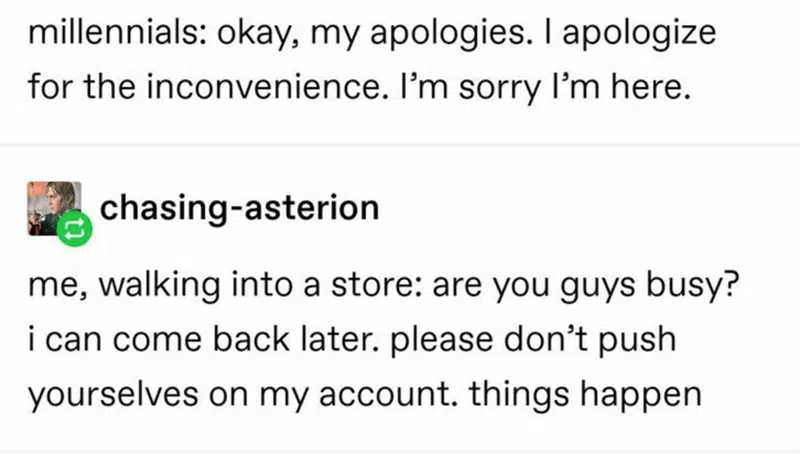 millennials: okay, my apologies. I apologize
for the inconvenience. I’m sorry I’m here.
chasing-asterion
me, walking into a store: are you guys busy?
i can come back later. please don’t push
yourselves on my account. things happen